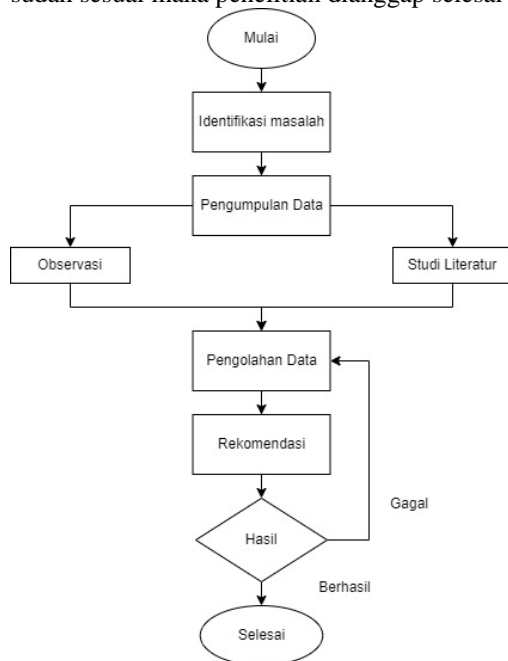 sudah sesuai maka penelitian dianggap selesai
Mulai
Identifikasi masalah
Pengumpulan Data
Observasi
Studi Literatur
Pengolahan Data
Rekomendasi
Gagal
Hasil
Berhasil
Selesai